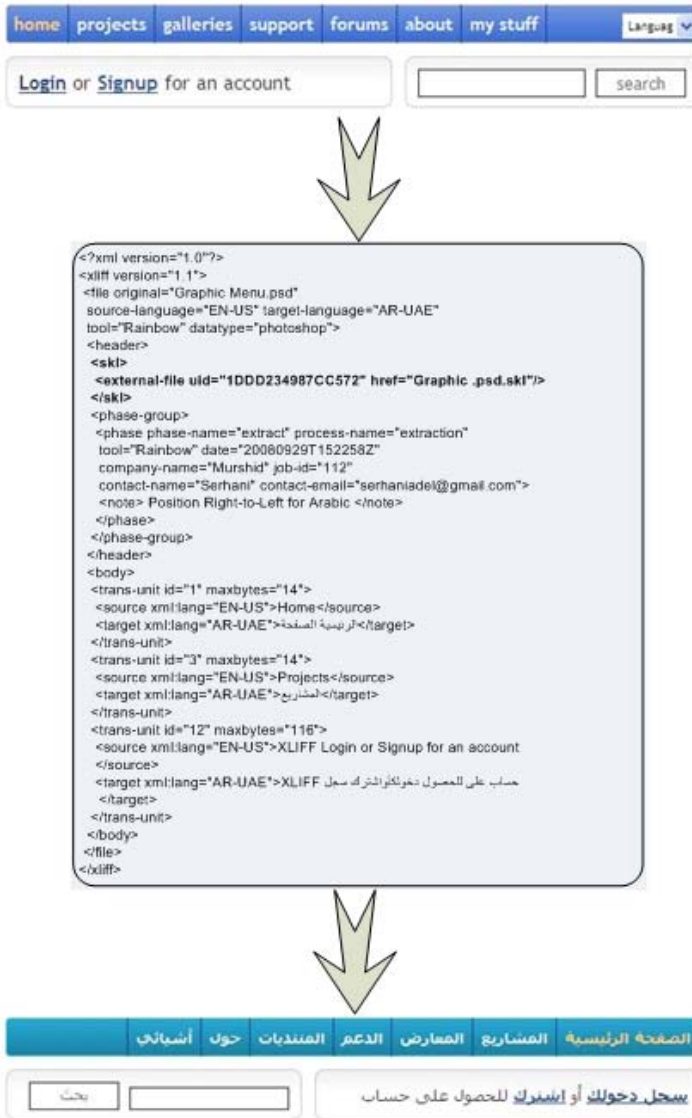 home projects galleries support forums about my stuff Languag
Login or Signup for an account search
<?xml version="1.0"?>
<xliff version="1.1">
<file original="Graphic Menu.psd"
source-language="EN-US" target-language="AR-UAE"
tool="Rainbow" datatype="photoshop">
<header>
<skl>
<external-file uid="1DDD234987CC572" href="Graphic .psd.skl"/>
</skl>
<phase-group>
<phase phase-name="extract" process-name="extraction"
tool="Rainbow" date="20080929T152258Z"
company-name="Murshid" job-id="112"
contact-name="Serhani" contact-email="serhaniadel@gmail.com">
<note> Position Right-to-Left for Arabic </note>
</phase>
</phase-group>
</header>
<body>
<trans-unit id="1" maxbytes="14">
<source xml:lang="EN-US">Home</source>
<target xml:lang="AR-UAE">الرئيسية الصفحة</target>
</trans-unit>
<trans-unit id="3" maxbytes="14">
<source xml:lang="EN-US">Projects</source>
<target xml:lang="AR-UAE">المشاريع</target>
</trans-unit>
<trans-unit id="12" maxbytes="116">
<source xml:lang="EN-US">XLIFF Login or Signup for an account
</source>
<target xml:lang="AR-UAE">XLIFF حساب على للحصول دخولكأواشترك سجل
</target>
</trans-unit>
</body>
</file>
</xliff>
الصفحة الرئيسية المشاريع المعارض الدعم المنتديات حول أشيائي
سجل دخولك أو اشترك للحصول على حساب بحث